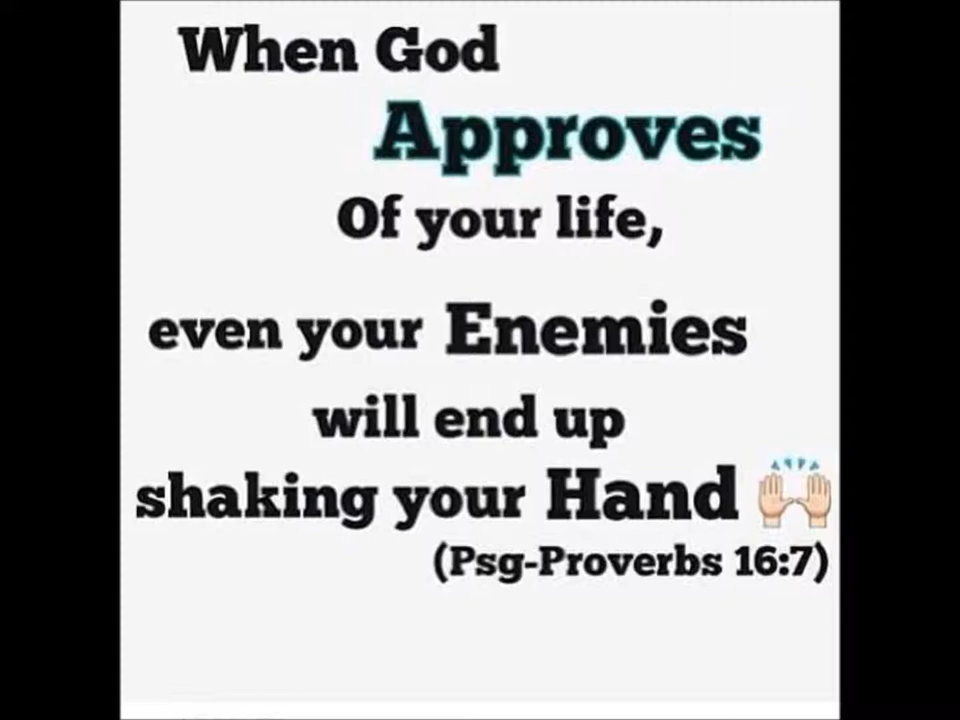 When God
Approves
Of your life,
even your Enemies
will end up
shaking your Hand 🙌🏻
(Psg-Proverbs 16:7)